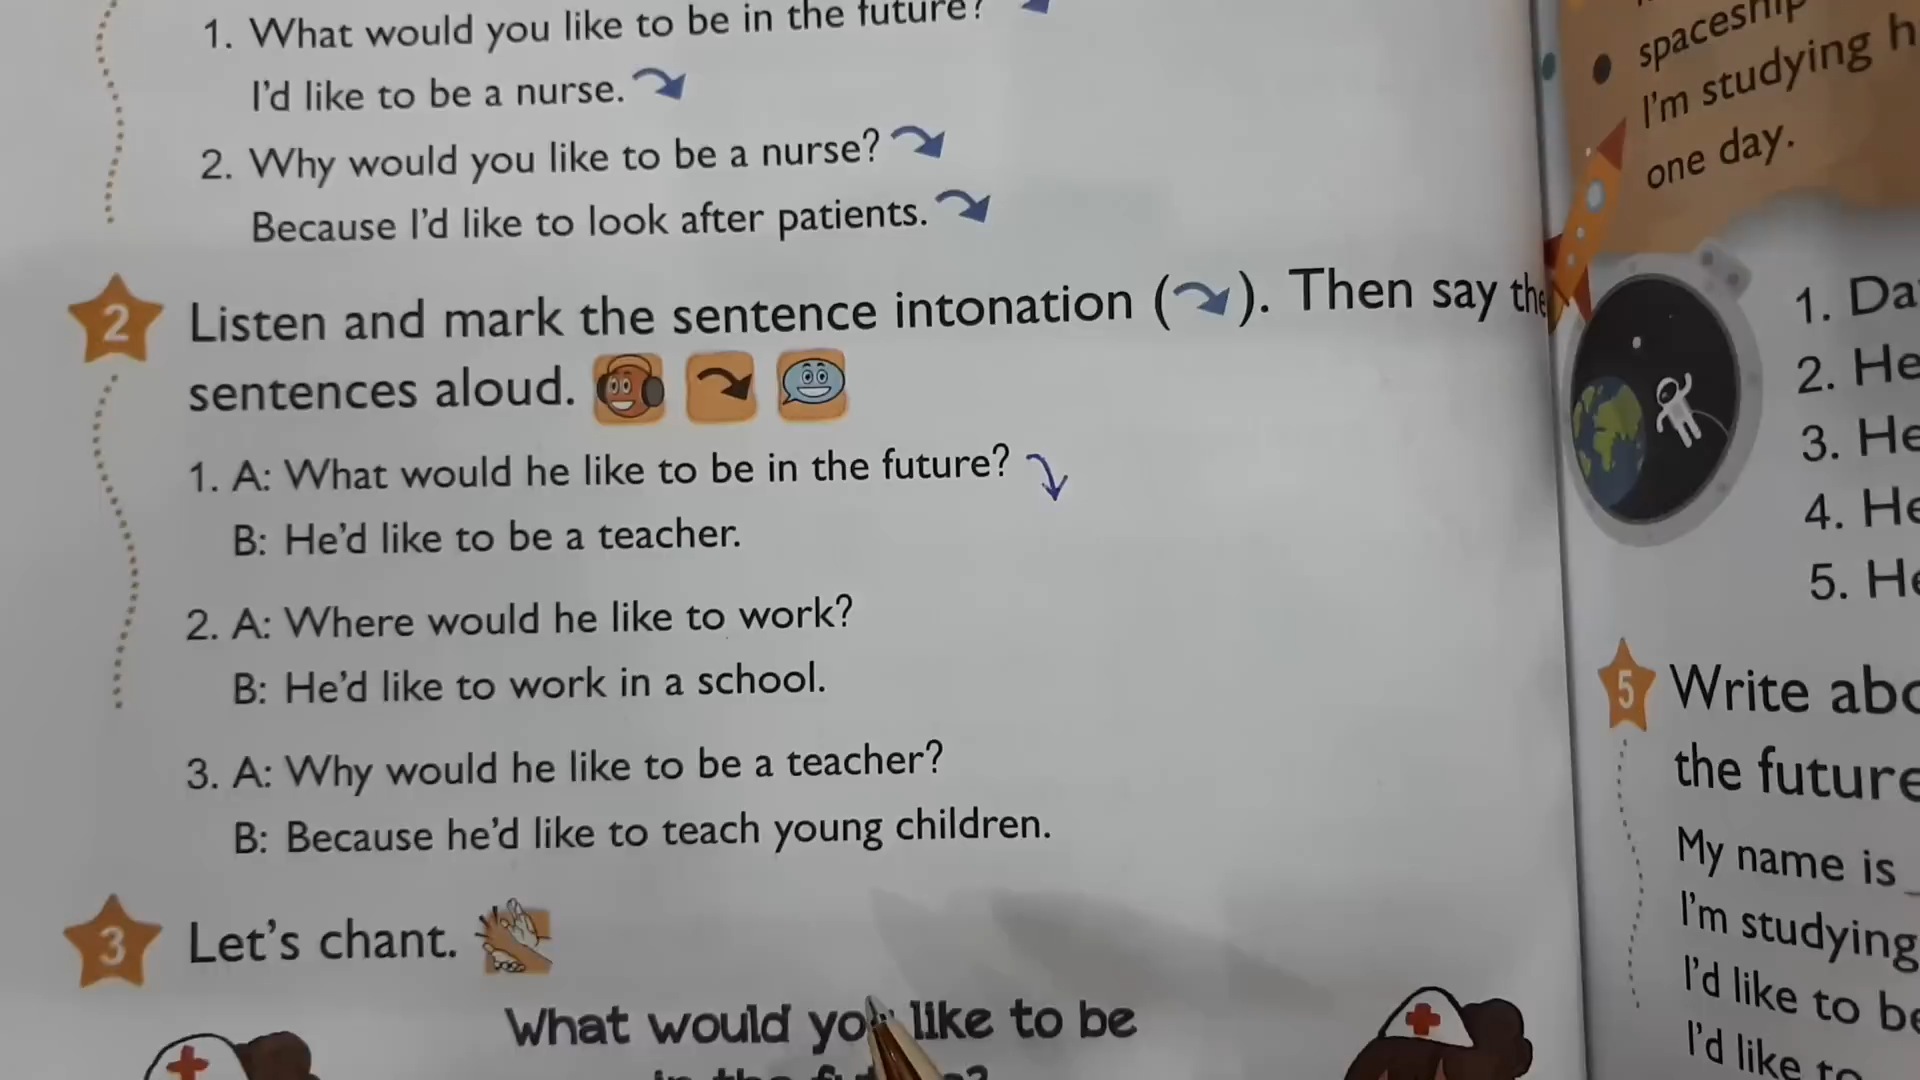 1. What would you like to be in the future?
I'd like to be a nurse.
2. Why would you like to be a nurse?
Because I'd like to look after patients.
2 Listen and mark the sentence intonation ( ). Then say the
sentences aloud.
1. A: What would he like to be in the future?
B: He'd like to be a teacher.
2. A: Where would he like to work?
B: He'd like to work in a school.
3. A: Why would he like to be a teacher?
B: Because he'd like to teach young children.
3 Let's chant.
What would you like to be
in the
spaceship
I'm studying h
one day.
1. Da
2. He
3. He
4. He
5. He
5 Write abo
the future
My name is
I'm studying
I'd like to be
I'd like to